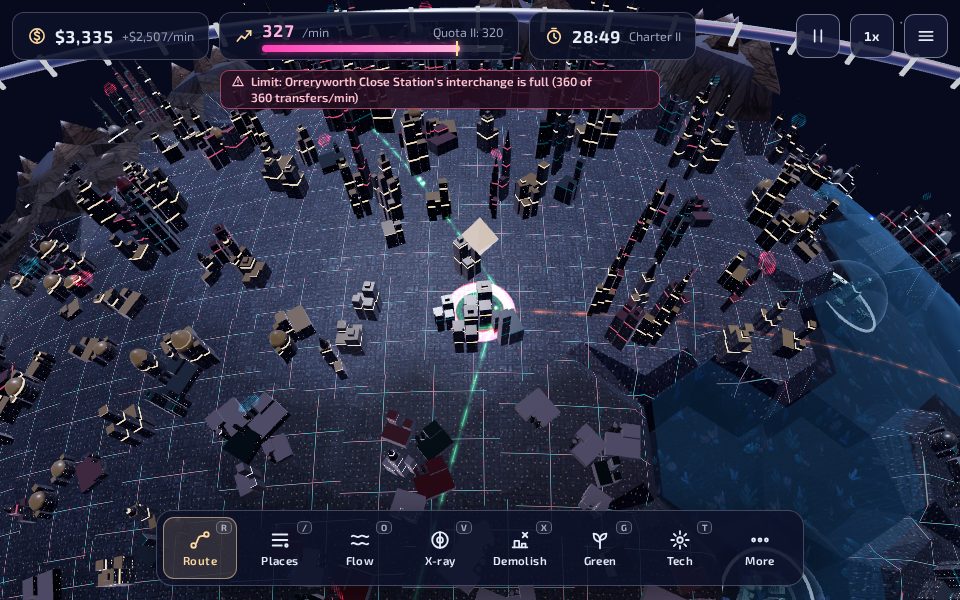 $3,335 +$2,507/min
327 /min Quota II: 320
28:49 Charter II
1x
Limit: Orreryworth Close Station's interchange is full (360 of
360 transfers/min)
R
Route
/
Places
O
Flow
V
X-ray
X
Demolish
G
Green
T
Tech
More